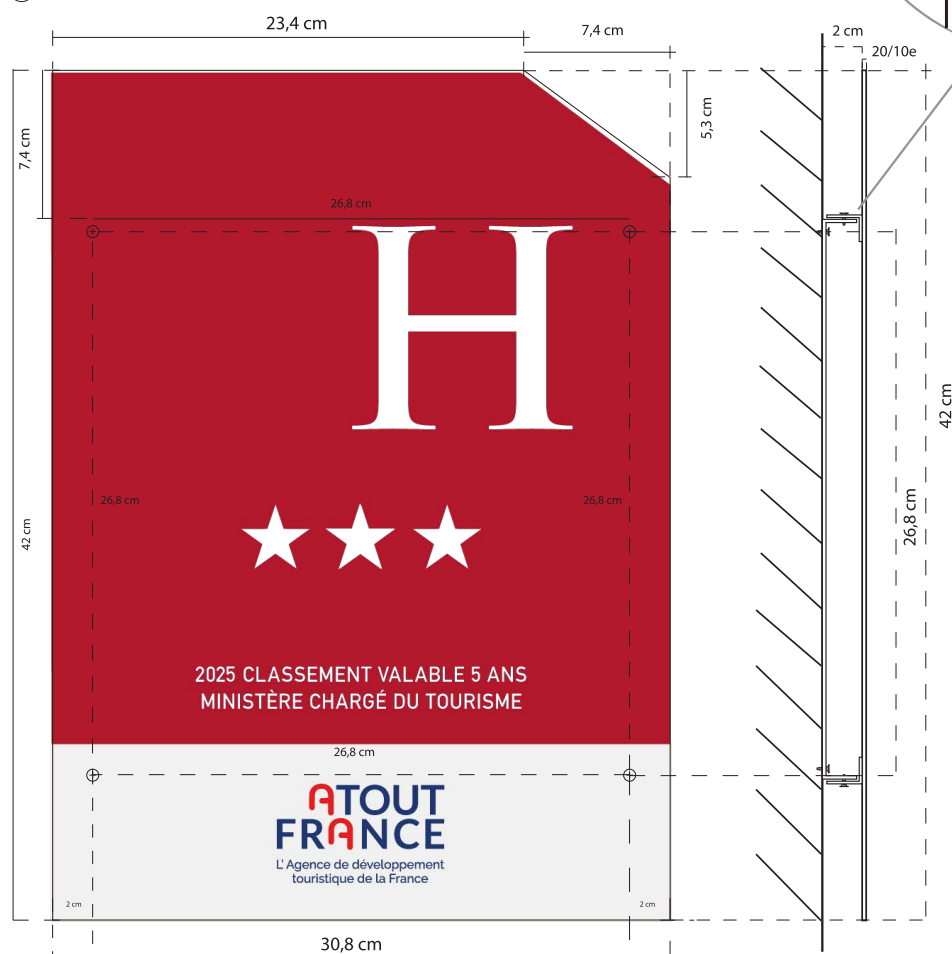 23,4 cm
7,4 cm
2 cm
20/10e
5,3 cm
7,4 cm
26,8 cm
H
42 cm
26,8 cm
26,8 cm
26,8 cm
42 cm
2025 CLASSEMENT VALABLE 5 ANS
MINISTÈRE CHARGÉ DU TOURISME
26,8 cm
ATOUT
FRANCE
L' Agence de développement
touristique de la France
2 cm
2 cm
30,8 cm